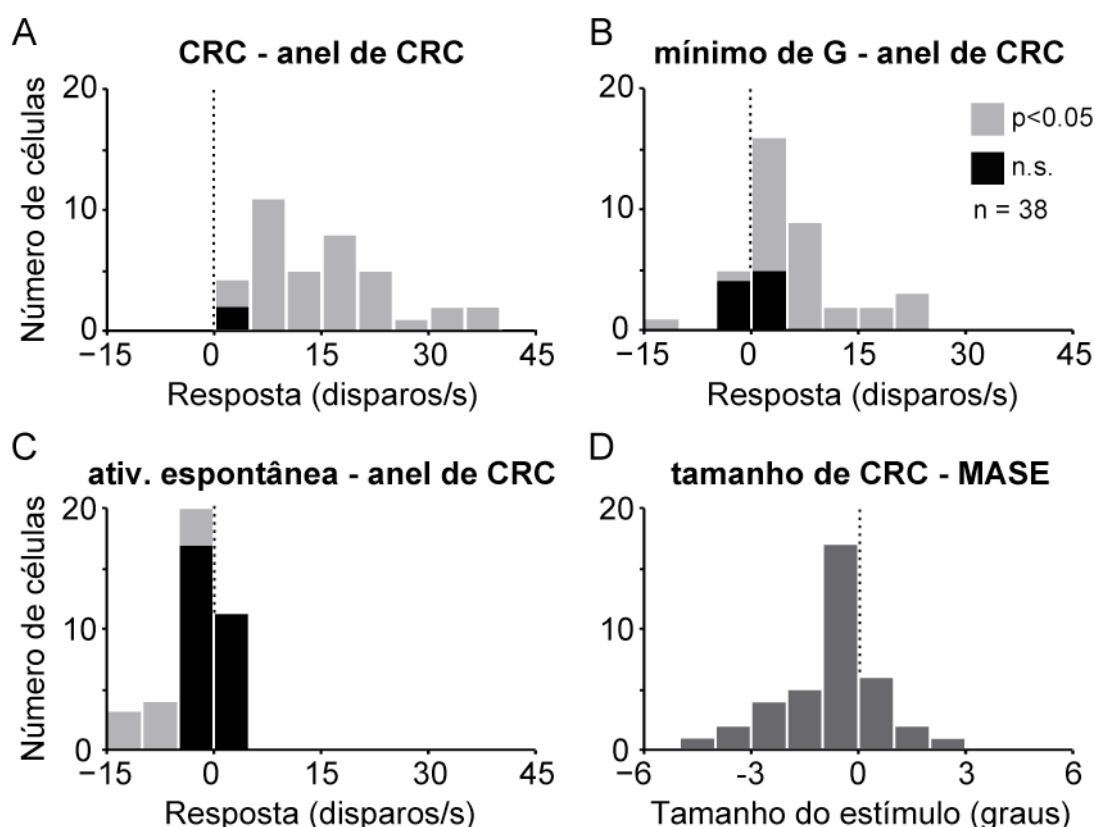 A
CRC - anel de CRC
Número de células
20
10
0
−15 0 15 30 45
Resposta (disparos/s)
B
mínimo de G - anel de CRC
20
10
0
p<0.05
n.s.
n = 38
−15 0 15 30 45
Resposta (disparos/s)
C
ativ. espontânea - anel de CRC
Número de células
20
10
0
−15 0 15 30 45
Resposta (disparos/s)
D
tamanho de CRC - MASE
20
10
0
−6 -3 0 3 6
Tamanho do estímulo (graus)